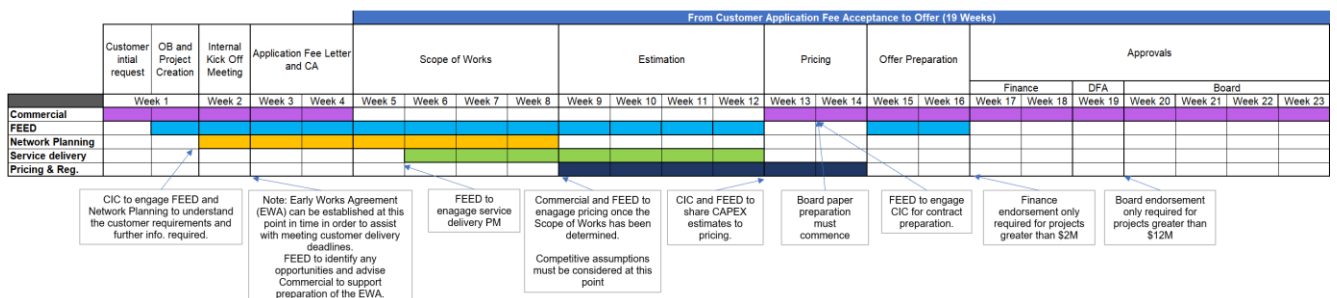 From Customer Application Fee Acceptance to Offer (19 Weeks)
Customer
intial
request
OB and
Project
Creation
Internal
Kick Off
Meeting
Application Fee Letter
and CA
Scope of Works
Estimation
Pricing
Offer Preparation
Approvals
Finance
DFA
Board
Week 1
Week 2
Week 3
Week 4
Week 5
Week 6
Week 7
Week 8
Week 9
Week 10
Week 11
Week 12
Week 13
Week 14
Week 15
Week 16
Week 17
Week 18
Week 19
Week 20
Week 21
Week 22
Week 23
Commercial
FEED
Network Planning
Service delivery
Pricing & Reg.
CIC to engage FEED and
Network Planning to understand
the customer requirements and
further info. required.
Note: Early Works Agreement
(EWA) can be established at this
point in time in order to assist
with meeting customer delivery
deadlines.
FEED to identify any
opportunities and advise
Commercial to support
preparation of the EWA.
FEED to
enagage service
delivery PM
Commercial and FEED to
enagage pricing once the
Scope of Works has been
determined.
Competitive assumptions
must be considered at this
point
CIC and FEED to
share CAPEX
estimates to
pricing.
Board paper
preparation
must
commence
FEED to engage
CIC for contract
preparation.
Finance
endorsement only
required for projects
greater than $2M
Board endorsement
only required for
projects greater than
$12M